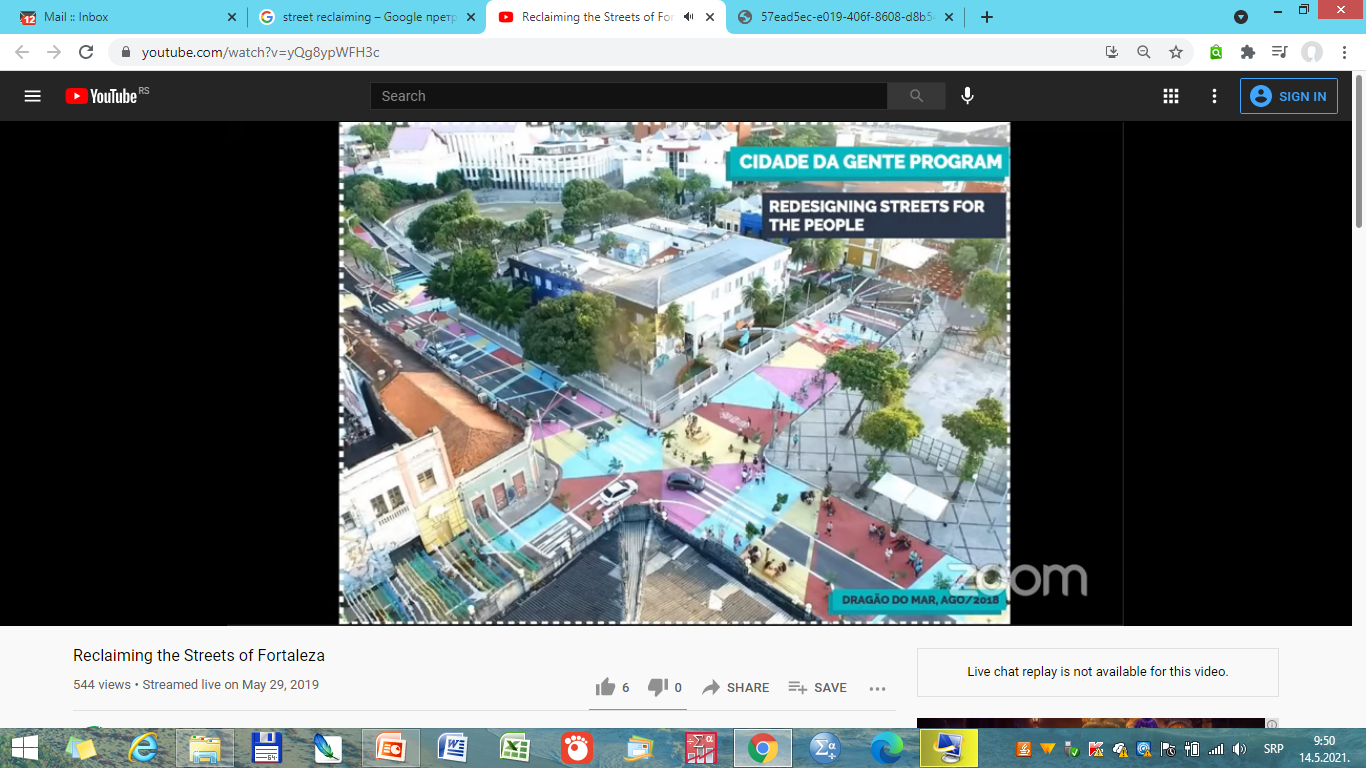 12
Mail :: Inbox
street reclaiming – Google претр
Reclaiming the Streets of For
57ead5ec-e019-406f-8608-d8b5
youtube.com/watch?v=yQg8ypWFH3c
YouTube RS
Search
SIGN IN
CIDADE DA GENTE PROGRAM
REDESIGNING STREETS FOR
THE PEOPLE
zoom
DRAGÃO DO MAR, AGO/2018
Reclaiming the Streets of Fortaleza
544 views • Streamed live on May 29, 2019
6
0
SHARE
SAVE
Live chat replay is not available for this video.
SRP
9:50
14.5.2021.